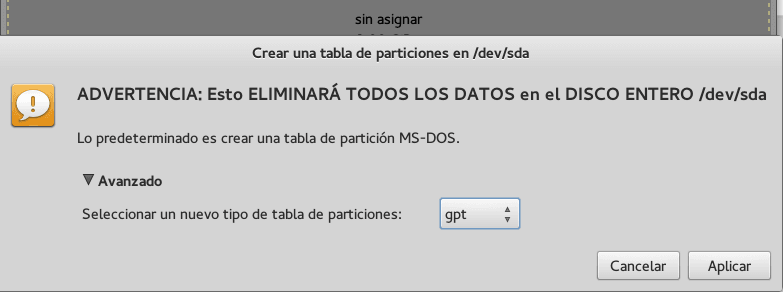 sin asignar
Crear una tabla de particiones en /dev/sda
ADVERTENCIA: Esto ELIMINARÁ TODOS LOS DATOS en el DISCO ENTERO /dev/sda
Lo predeterminado es crear una tabla de partición MS-DOS.
Avanzado
Seleccionar un nuevo tipo de tabla de particiones: gpt
Cancelar Aplicar